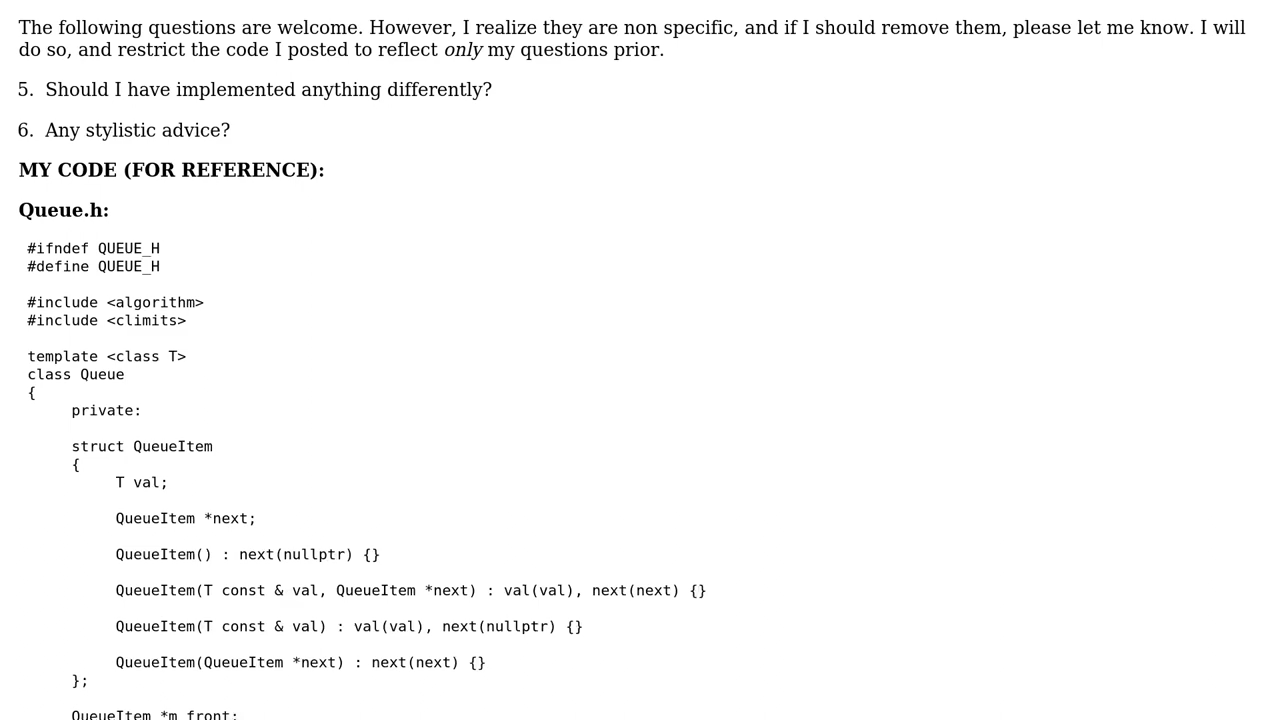 The following questions are welcome. However, I realize they are non specific, and if I should remove them, please let me know. I will
do so, and restrict the code I posted to reflect only my questions prior.
5. Should I have implemented anything differently?
6. Any stylistic advice?
MY CODE (FOR REFERENCE):
Queue.h:
#ifndef QUEUE_H
#define QUEUE_H
#include <algorithm>
#include <climits>
template <class T>
class Queue
{
private:
struct QueueItem
{
T val;
QueueItem *next;
QueueItem() : next(nullptr) {}
QueueItem(T const & val, QueueItem *next) : val(val), next(next) {}
QueueItem(T const & val) : val(val), next(nullptr) {}
QueueItem(QueueItem *next) : next(next) {}
};
QueueItem *m_front;